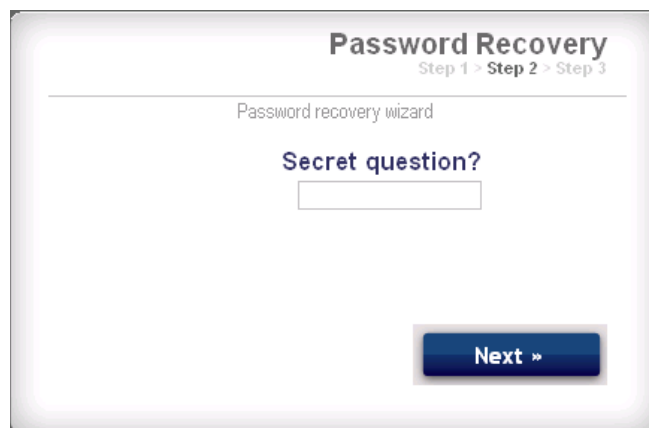 Password Recovery
Step 1 > Step 2 > Step 3
Password recovery wizard
Secret question?
Next »